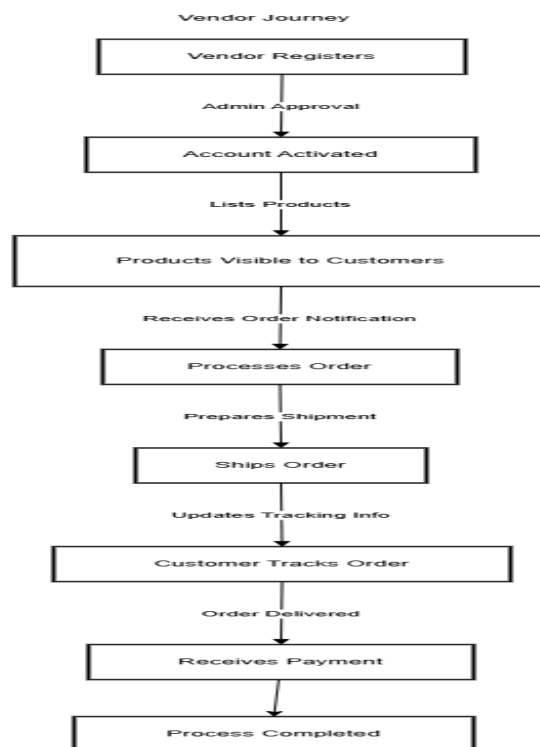 Vendor Journey
Vendor Registers
Admin Approval
Account Activated
Lists Products
Products Visible to Customers
Receives Order Notification
Processes Order
Prepares Shipment
Ships Order
Updates Tracking Info
Customer Tracks Order
Order Delivered
Receives Payment
Process Completed